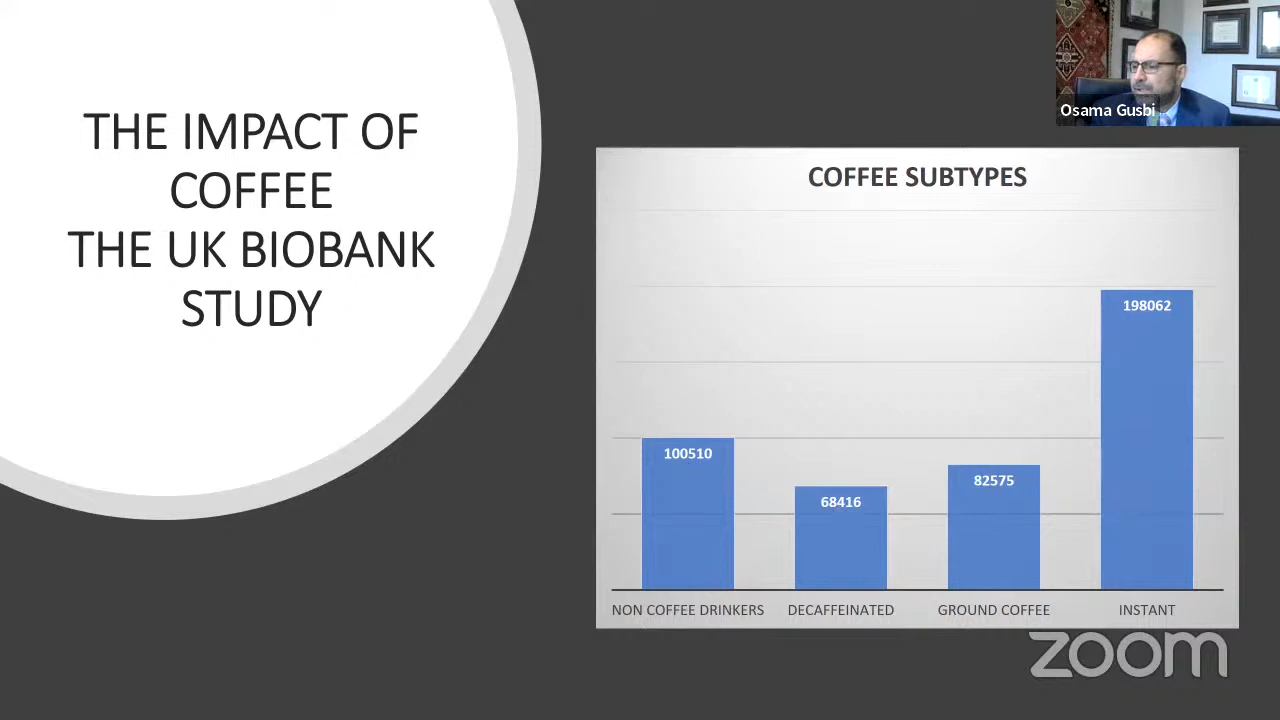 THE IMPACT OF
COFFEE
THE UK BIOBANK
STUDY
Osama Gusbi
COFFEE SUBTYPES
100510
68416
82575
198062
NON COFFEE DRINKERS
DECAFFEINATED
GROUND COFFEE
INSTANT
zoom